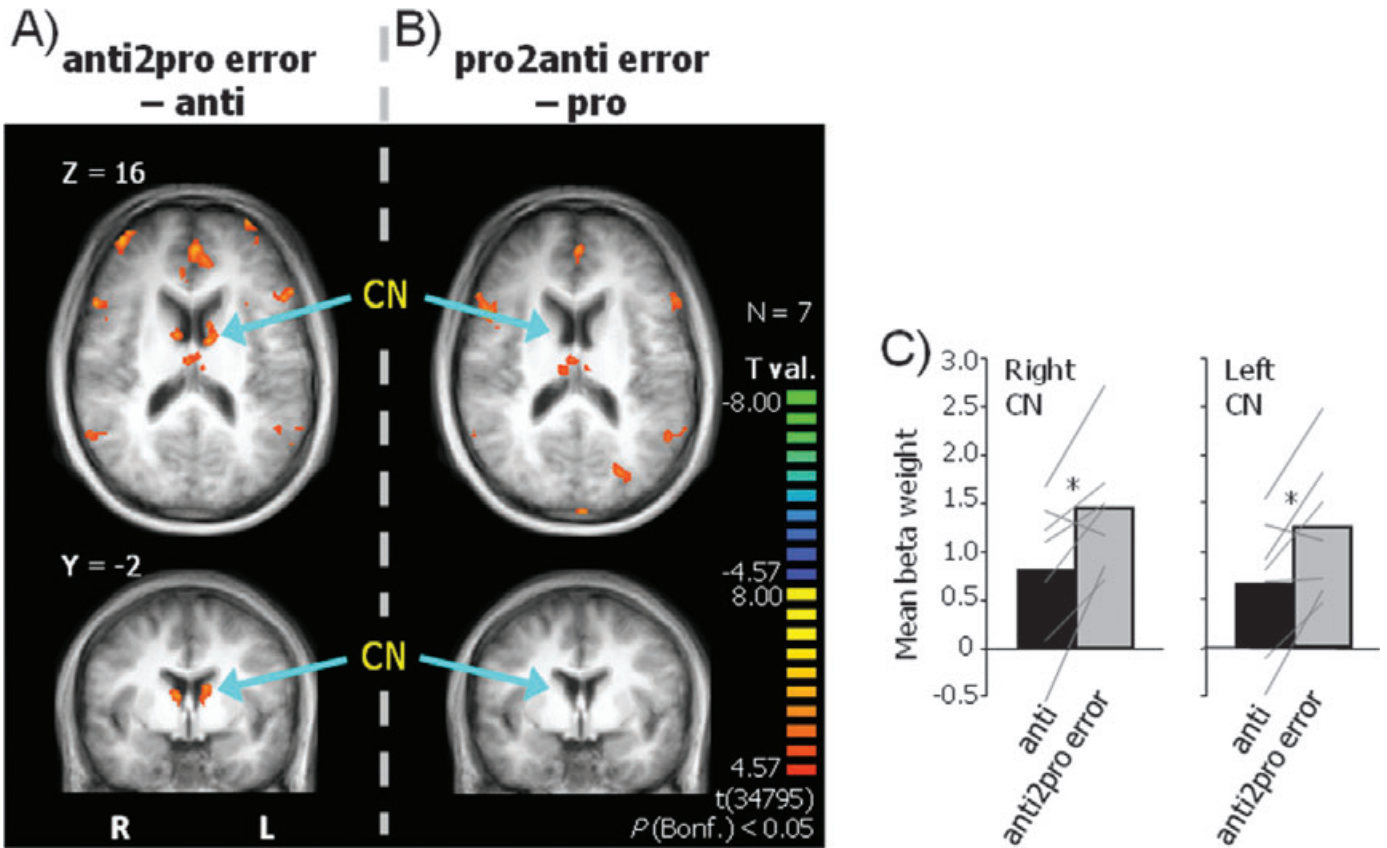 A)
anti2pro error
– anti
B)
pro2anti error
– pro
Z = 16
CN
N = 7
T val.
-8.00
-4.57
8.00
4.57
Y = -2
CN
R
L
t(34795)
P(Bonf.) < 0.05
C)
Mean beta weight
3.0
2.5
2.0
1.5
1.0
0.5
0
-0.5
Right
CN
*
anti
anti2pro error
Left
CN
*
anti
anti2pro error